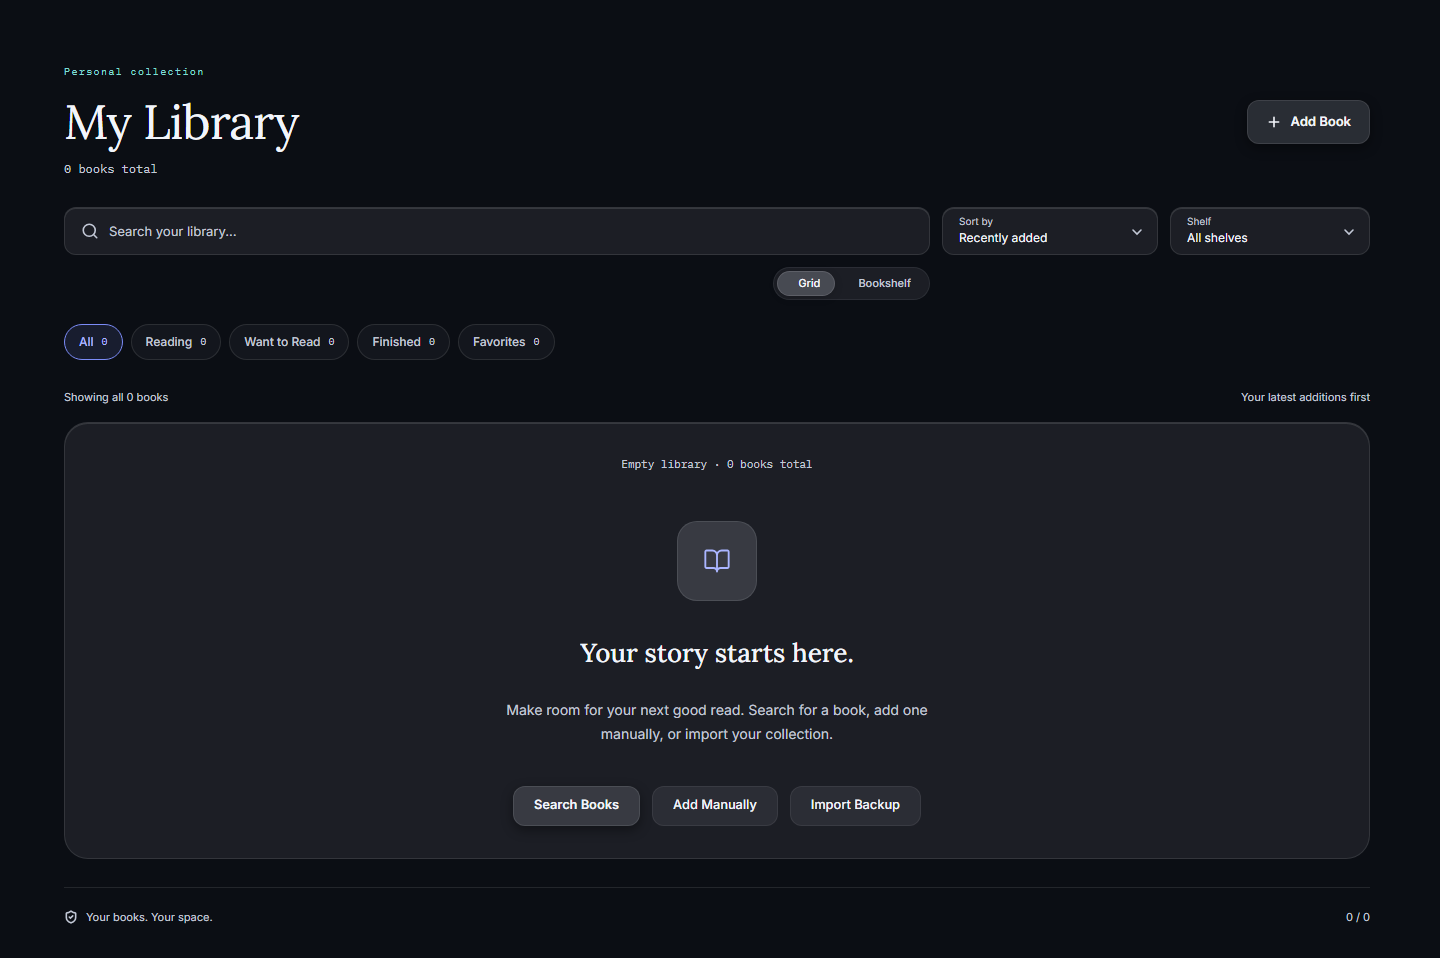 Personal collection
My Library
Add Book
0 books total
Search your library...
Sort by
Recently added
Shelf
All shelves
Grid
Bookshelf
All 0
Reading 0
Want to Read 0
Finished 0
Favorites 0
Showing all 0 books
Your latest additions first
Empty library · 0 books total
Your story starts here.
Make room for your next good read. Search for a book, add one
manually, or import your collection.
Search Books
Add Manually
Import Backup
Your books. Your space.
0 / 0